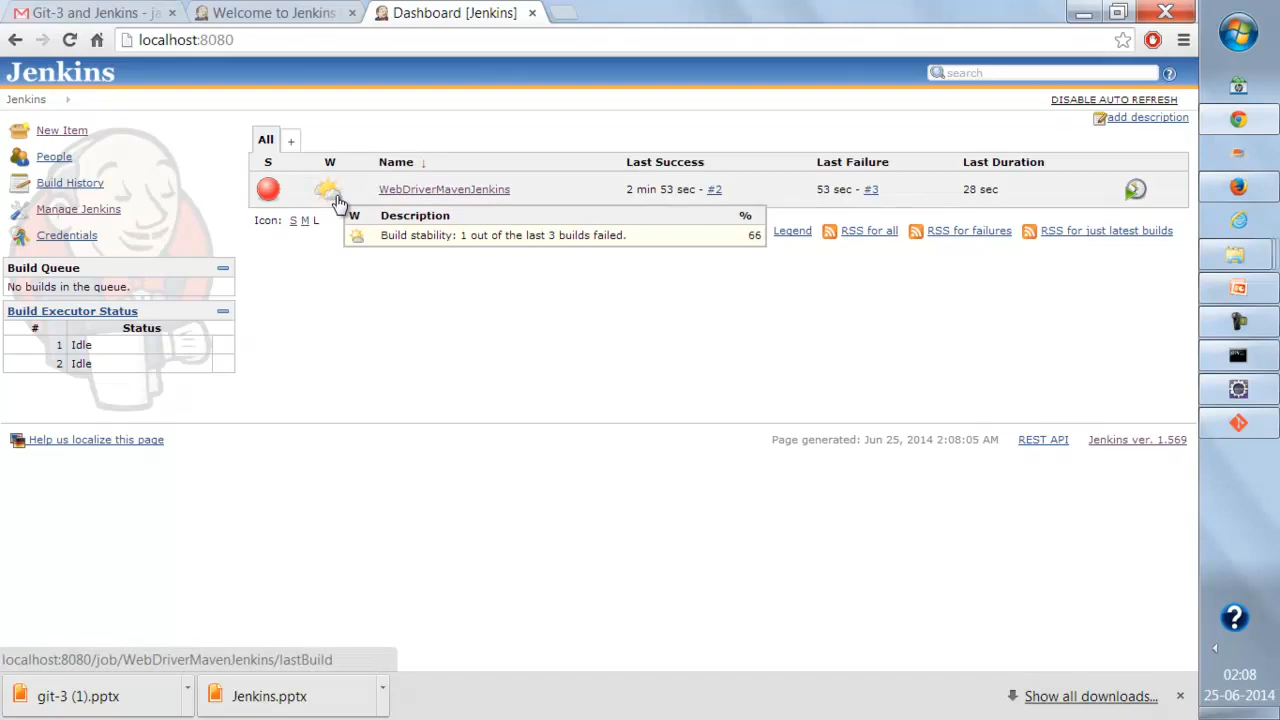 Git-3 and Jenkins - ja
Welcome to Jenkins
Dashboard [Jenkins]
localhost:8080
Jenkins
search
Jenkins
DISABLE AUTO REFRESH
add description
New Item
People
Build History
Manage Jenkins
Credentials
All +
S W Name ↓ Last Success Last Failure Last Duration
WebDriverMavenJenkins 2 min 53 sec - #2 53 sec - #3 28 sec
Icon: S M L
W Description %
Build stability: 1 out of the last 3 builds failed. 66
Legend RSS for all RSS for failures RSS for just latest builds
Build Queue
No builds in the queue.
Build Executor Status
# Status
1 Idle
2 Idle
Help us localize this page
Page generated: Jun 25, 2014 2:08:05 AM REST API Jenkins ver. 1.569
localhost:8080/job/WebDriverMavenJenkins/lastBuild
git-3 (1).pptx
Jenkins.pptx
Show all downloads...
02:08
25-06-2014